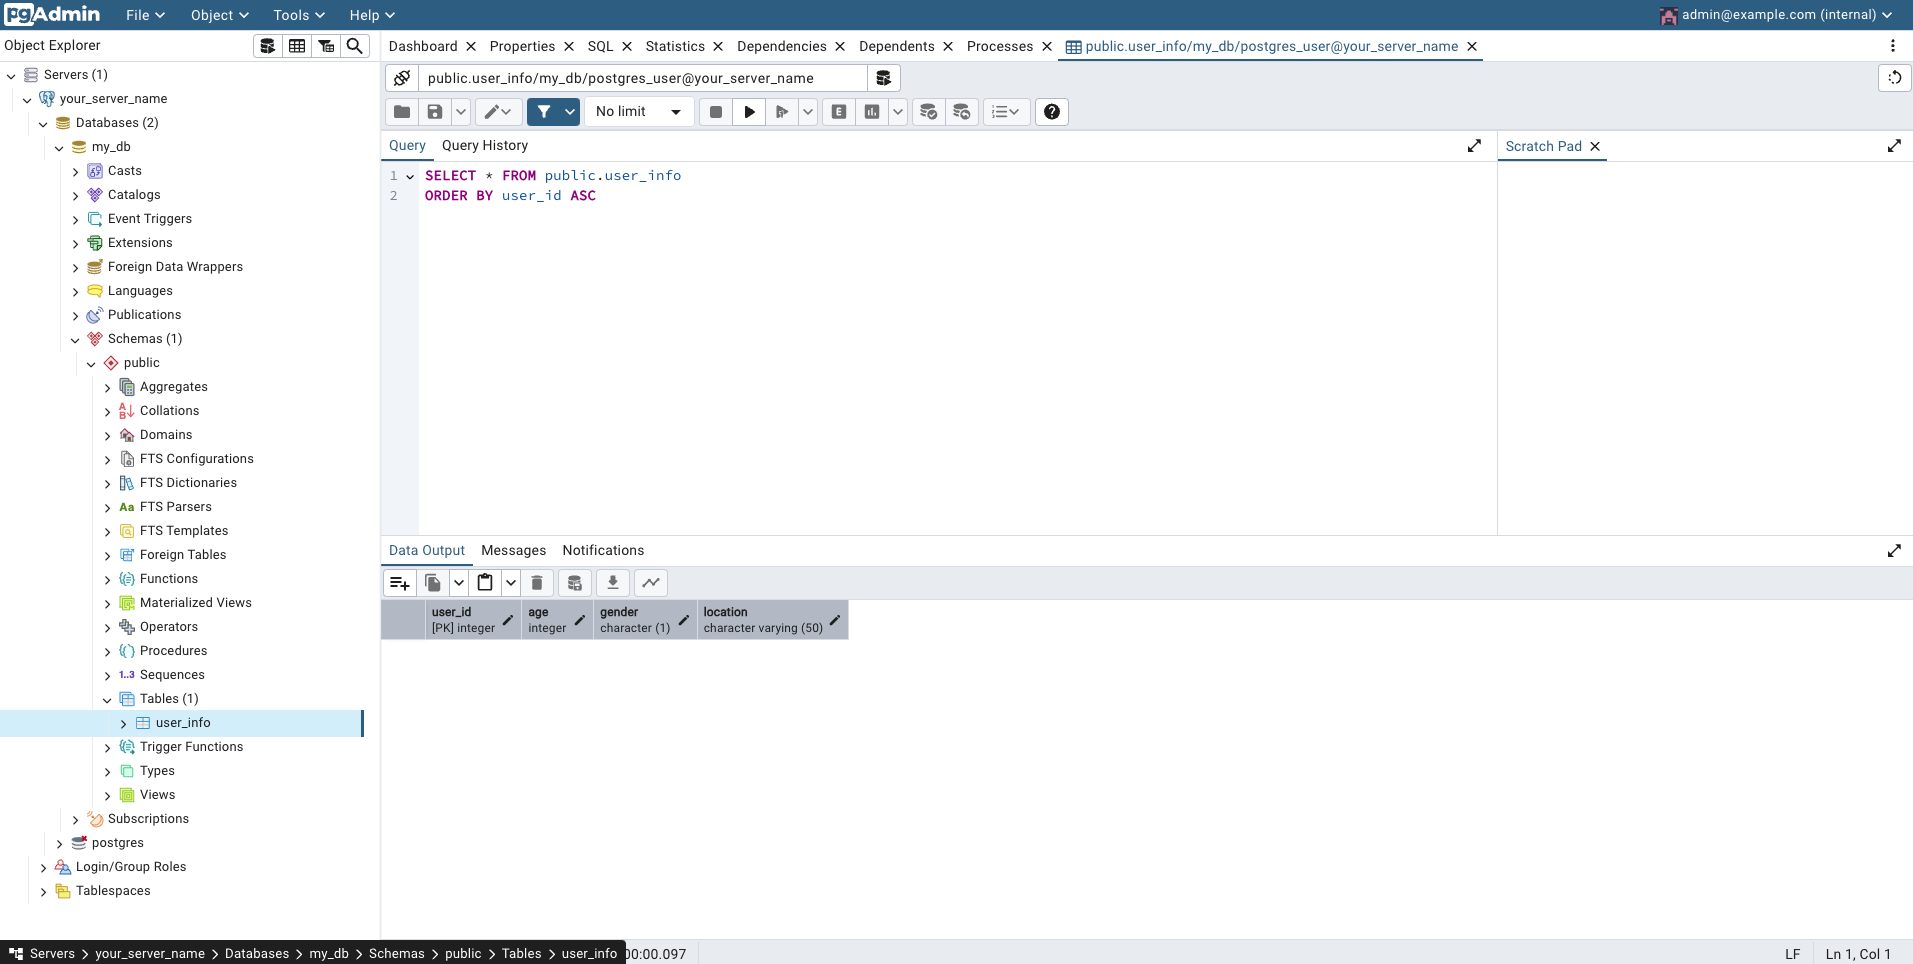 pgAdmin File Object Tools Help admin@example.com (internal)
Object Explorer
Dashboard Properties SQL Statistics Dependencies Dependents Processes public.user_info/my_db/postgres_user@your_server_name
Servers (1)
your_server_name
Databases (2)
my_db
Casts
Catalogs
Event Triggers
Extensions
Foreign Data Wrappers
Languages
Publications
Schemas (1)
public
Aggregates
Collations
Domains
FTS Configurations
FTS Dictionaries
Aa FTS Parsers
FTS Templates
Foreign Tables
Functions
Materialized Views
Operators
Procedures
1..3 Sequences
Tables (1)
user_info
Trigger Functions
Types
Views
Subscriptions
postgres
Login/Group Roles
Tablespaces
public.user_info/my_db/postgres_user@your_server_name
No limit
E
Query Query History
Scratch Pad
1 SELECT * FROM public.user_info
2 ORDER BY user_id ASC
Data Output Messages Notifications
user_id age gender location
[PK] integer integer character (1) character varying (50)
Servers your_server_name Databases my_db Schemas public Tables user_info 00:00.097 LF Ln 1, Col 1